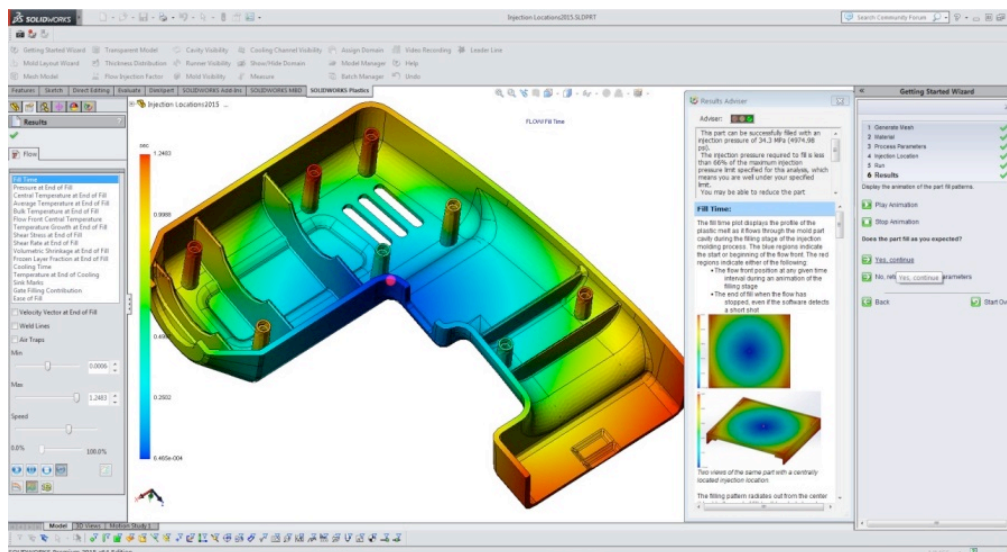 SOLIDWORKS
Injection Locations2015.SLDPRT
Search Community Forum
Getting Started Wizard
Transparent Model
Cavity Visibility
Cooling Channel Visibility
Assign Domain
Video Recording
Leader Line
Mold Layout Wizard
Thickness Distribution
Runner Visibility
Show/Hide Domain
Model Manager
Help
Mesh Model
Flow Injection Factor
Mold Visibility
Measure
Batch Manager
Undo
Features
Sketch
Direct Editing
Evaluate
DimXpert
SOLIDWORKS Add-Ins
SOLIDWORKS MBD
SOLIDWORKS Plastics
Injection Locations2015 ...
Results
?
Flow
Fill Time
Pressure at End of Fill
Central Temperature at End of Fill
Average Temperature at End of Fill
Bulk Temperature at End of Fill
Flow Front Central Temperature
Temperature Growth at End of Fill
Shear Stress at End of Fill
Shear Rate at End of Fill
Volumetric Shrinkage at End of Fill
Frozen Layer Fraction at End of Fill
Cooling Time
Temperature at End of Cooling
Sink Marks
Gate Filling Contribution
Ease of Fill
Velocity Vector at End of Fill
Weld Lines
Air Traps
Min
0.0006
Max
1.2483
Speed
0.0%
100.0%
sec
1.2483
FLOW/Fill Time
Results Adviser
Adviser:
This part can be successfully filled with an
injection pressure of 34.3 MPa (4974.98
psi).
The injection pressure required to fill is less
than 66% of the maximum injection
pressure limit specified for this analysis, which
means you are well under your specified
limit.
You may be able to reduce the part
Fill Time:
The fill time plot displays the profile of the
plastic melt as it flows through the mold part
cavity during the filling stage of the injection
molding process. The blue regions indicate
the start or beginning of the flow front. The red
regions indicate either of the following:
•The flow front position at any given time
interval during an animation of the
filling stage
•The end of fill when the flow has
stopped, even if the software detects
a short shot
Two views of the same part with a centrally
located injection location.
The filling pattern radiates out from the center
Getting Started Wizard
1 Generate Mesh
2 Material
3 Process Parameters
4 Injection Location
5 Run
6 Results
Display the animation of the part fill patterns.
Play Animation
Stop Animation
Does the part fill as you expected?
Yes, continue
Yes, continue
Back
Model
3D Views
Motion Study 1